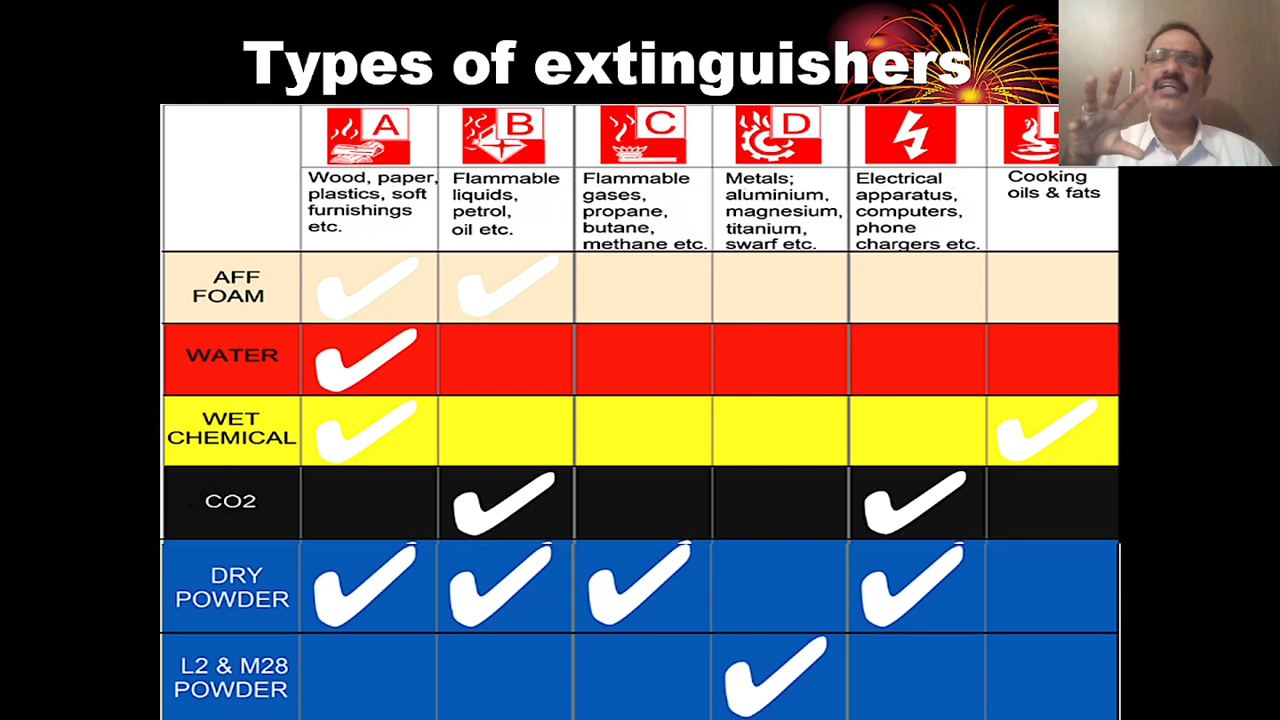 Types of extinguishers
A
B
C
D
Wood, paper,
plastics, soft
furnishings
etc.
Flammable
liquids,
petrol,
oil etc.
Flammable
gases,
propane,
butane,
methane etc.
Metals;
aluminium,
magnesium,
titanium,
swarf etc.
Electrical
apparatus,
computers,
phone
chargers etc.
Cooking
oils & fats
AFF
FOAM
WATER
WET
CHEMICAL
CO2
DRY
POWDER
L2 & M28
POWDER